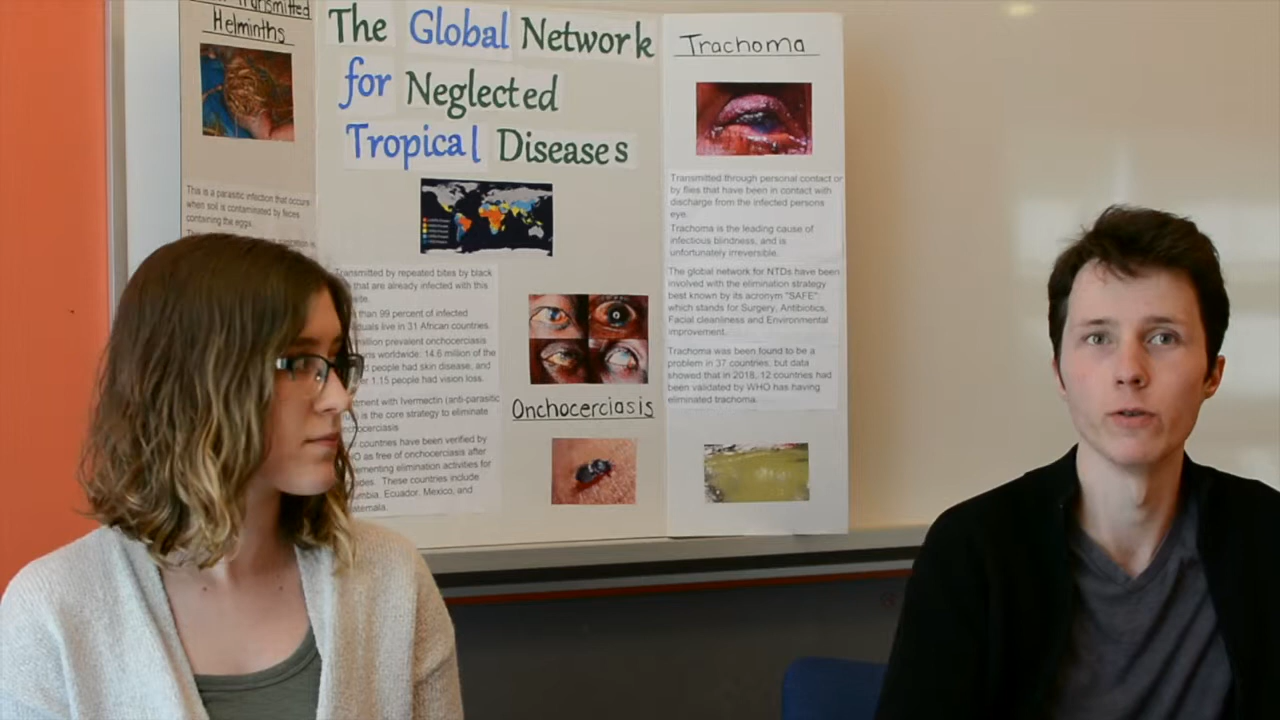 Transmitted
Helminths
This is a parasitic infection that occurs
when soil is contaminated by feces
containing the eggs.
The Global Network
for Neglected
Tropical Diseases
Transmitted by repeated bites by black
that are already infected with this
than 99 percent of infected
live in 31 African countries.
million prevalent onchocerciasis
worldwide: 14.6 million of the
people had skin disease, and
1.15 people had vision loss.
with Ivermectin (anti-parasitic
is the core strategy to eliminate
countries have been verified by
as free of onchocerciasis after
elimination activities for
These countries include
Ecuador, Mexico, and
Onchocerciasis
Trachoma
Transmitted through personal contact or
by flies that have been in contact with
discharge from the infected persons
eye.
Trachoma is the leading cause of
infectious blindness, and is
unfortunately irreversible.
The global network for NTDs have been
involved with the elimination strategy
best known by its acronym "SAFE";
which stands for Surgery, Antibiotics,
Facial cleanliness and Environmental
improvement.
Trachoma was been found to be a
problem in 37 countries, but data
showed that in 2018, 12 countries had
been validated by WHO has having
eliminated trachoma.